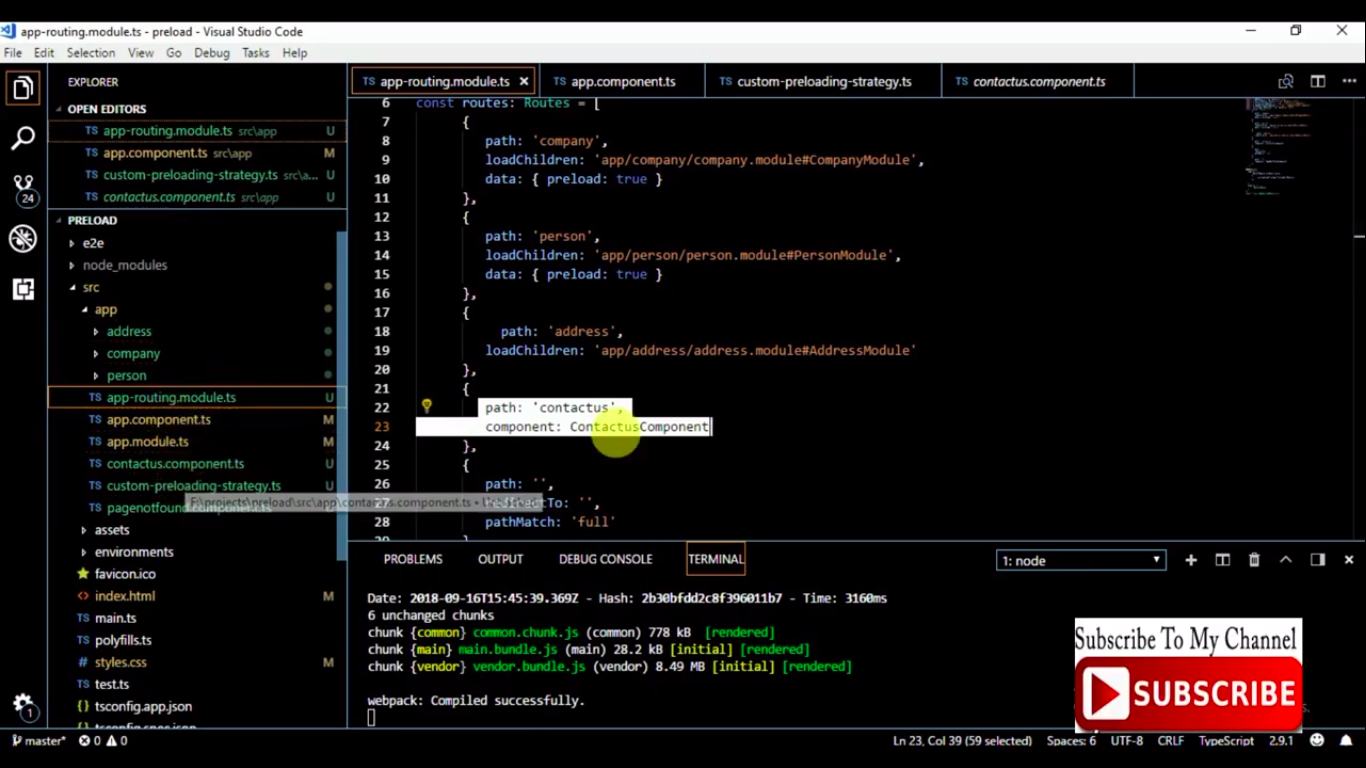 app-routing.module.ts - preload - Visual Studio Code
File Edit Selection View Go Debug Tasks Help
EXPLORER
OPEN EDITORS
TS app-routing.module.ts src\app U
TS app.component.ts src\app M
TS custom-preloading-strategy.ts src\a... U
TS contactus.component.ts src\app U
24
PRELOAD
e2e
node_modules
src
app
address
company
person
TS app-routing.module.ts U
TS app.component.ts M
TS app.module.ts M
TS contactus.component.ts U
TS custom-preloading-strategy.ts U
TS pagenotfound.component.ts U
assets
environments
favicon.ico
<> index.html M
TS main.ts
TS polyfills.ts
# styles.css M
TS test.ts
{} tsconfig.app.json
{} tsconfig.spec.json
1
TS app-routing.module.ts ×
TS app.component.ts
TS custom-preloading-strategy.ts
TS contactus.component.ts
6 const routes: Routes = [
7 {
8 path: 'company',
9 loadChildren: 'app/company/company.module#CompanyModule',
10 data: { preload: true }
11 },
12 {
13 path: 'person',
14 loadChildren: 'app/person/person.module#PersonModule',
15 data: { preload: true }
16 },
17 {
18 path: 'address',
19 loadChildren: 'app/address/address.module#AddressModule'
20 },
21 {
22 path: 'contactus',
23 component: ContactusComponent
24 },
25 {
26 path: '',
27 redirectTo: '',
28 pathMatch: 'full'
29 }
PROBLEMS OUTPUT DEBUG CONSOLE TERMINAL
1: node
Date: 2018-09-16T15:45:39.369Z - Hash: 2b30bfdd2c8f396011b7 - Time: 3160ms
6 unchanged chunks
chunk {common} common.chunk.js (common) 778 kB [rendered]
chunk {main} main.bundle.js (main) 28.2 kB [initial] [rendered]
chunk {vendor} vendor.bundle.js (vendor) 8.49 MB [initial] [rendered]
webpack: Compiled successfully.
Subscribe To My Channel
SUBSCRIBE
master* 0 0
Ln 23, Col 39 (59 selected) Spaces: 6 UTF-8 CRLF TypeScript 2.9.1